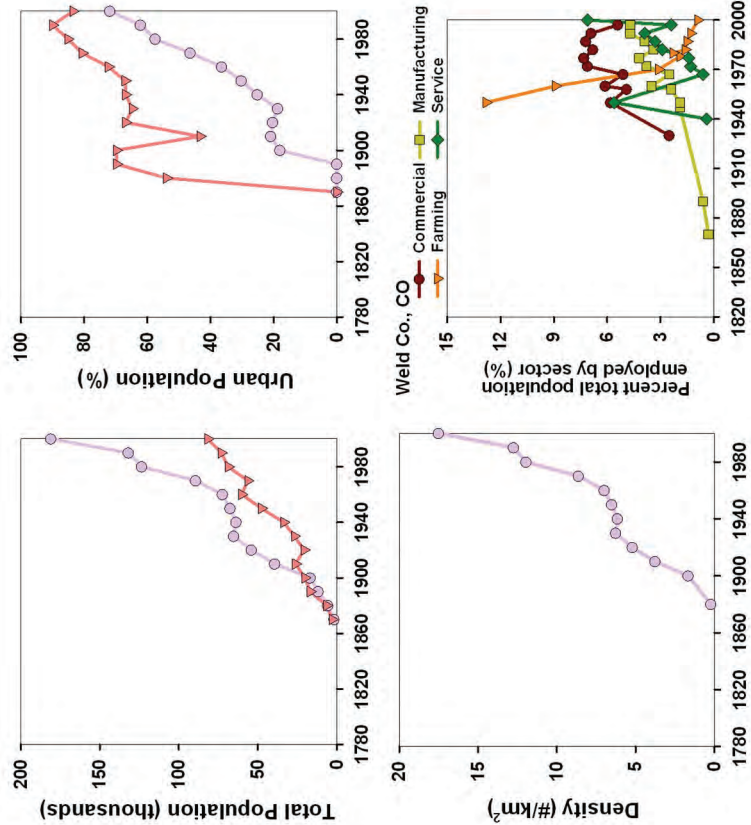 Total Population (thousands)
200
150
100
50
0
1780 1820 1860 1900 1940 1980
Urban Population (%)
100
80
60
40
20
0
1780 1820 1860 1900 1940 1980
Density (#/km²)
20
15
10
5
0
1780 1820 1860 1900 1940 1980
Weld Co., CO
Commercial Manufacturing
Farming Service
Percent total population
employed by sector (%)
15
12
9
6
3
0
1820 1850 1880 1910 1940 1970 2000